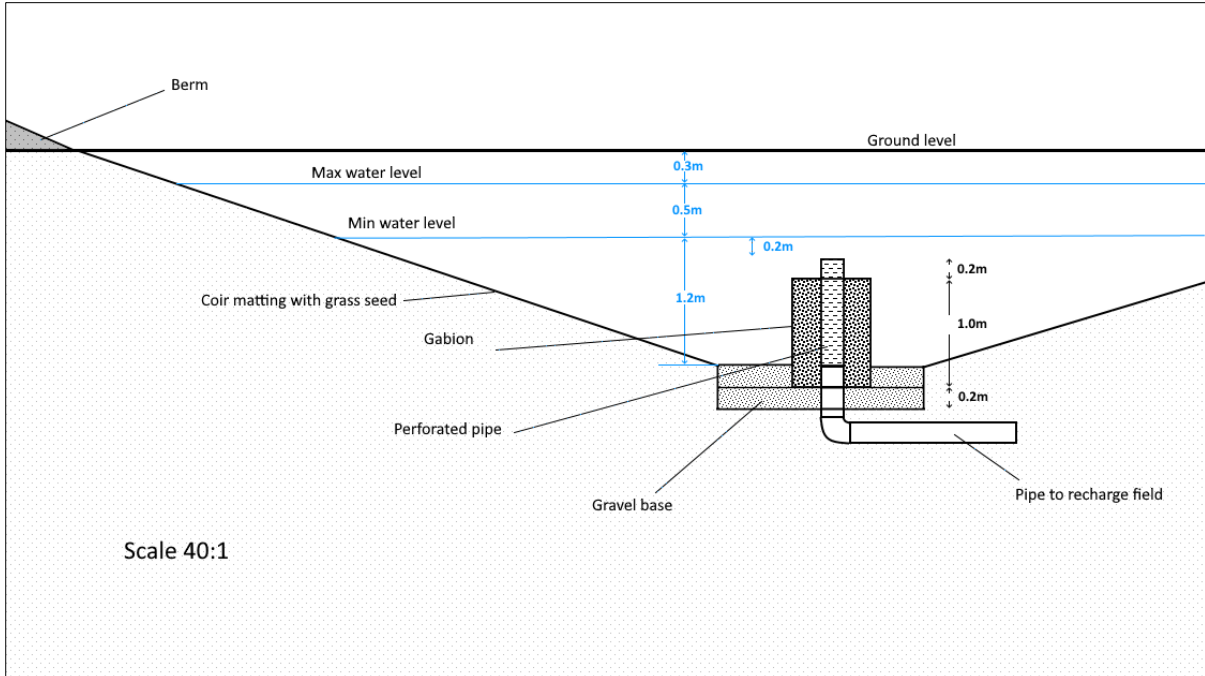 Berm
Ground level
0.3m
Max water level
0.5m
Min water level
0.2m
0.2m
Coir matting with grass seed
1.2m
1.0m
Gabion
0.2m
Perforated pipe
Pipe to recharge field
Gravel base
Scale 40:1